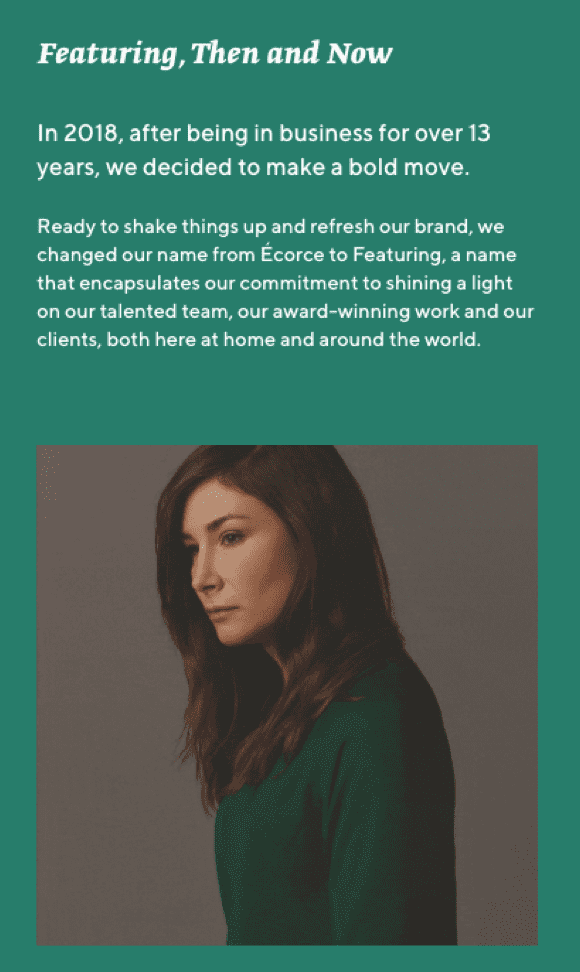 Featuring, Then and Now
In 2018, after being in business for over 13
years, we decided to make a bold move.
Ready to shake things up and refresh our brand, we
changed our name from Écorce to Featuring, a name
that encapsulates our commitment to shining a light
on our talented team, our award-winning work and our
clients, both here at home and around the world.